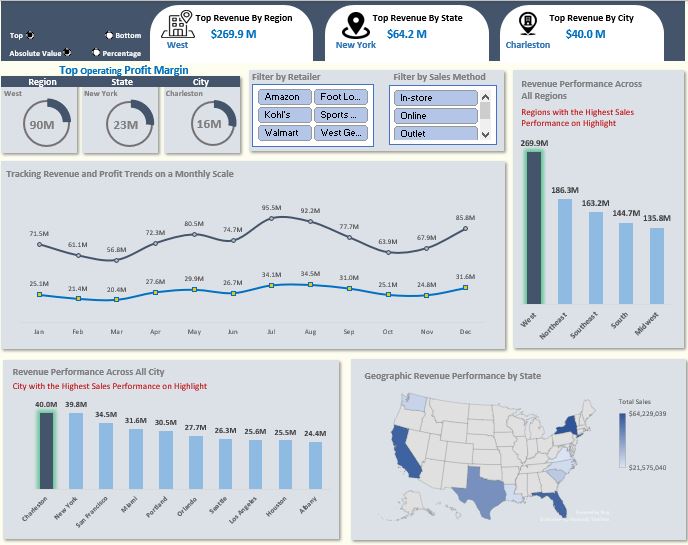 Top
Bottom
Absolute Value
Percentage
Top Revenue By Region
$269.9 M
West
Top Revenue By State
$64.2 M
New York
Top Revenue By City
$40.0 M
Charleston
Top Operating Profit Margin
Region
State
City
West
New York
Charleston
90M
23M
16M
Filter by Retailer
Amazon
Foot Lo...
Kohl's
Sports ...
Walmart
West Ge...
Filter by Sales Method
In-store
Online
Outlet
Revenue Performance Across
All Regions
Regions with the Highest Sales
Performance on Highlight
269.9M
186.3M
163.2M
144.7M
135.8M
West
Northeast
Southeast
South
Midwest
Tracking Revenue and Profit Trends on a Monthly Scale
71.5M
61.1M
56.8M
72.3M
80.5M
74.7M
95.5M
92.2M
77.7M
63.9M
67.9M
85.8M
25.1M
21.4M
20.4M
27.6M
29.9M
26.7M
34.1M
34.5M
31.0M
25.1M
24.8M
31.6M
Jan
Feb
Mar
Apr
May
Jun
Jul
Aug
Sep
Oct
Nov
Dec
Revenue Performance Across All City
City with the Highest Sales Performance on Highlight
40.0M
39.8M
34.5M
31.6M
30.5M
27.7M
26.3M
25.6M
25.5M
24.4M
Charleston
New York
San Francisco
Miami
Portland
Orlando
Seattle
Los Angeles
Houston
Albany
Geographic Revenue Performance by State
Total Sales
$64,229,039
$21,575,040
Powered by Bing